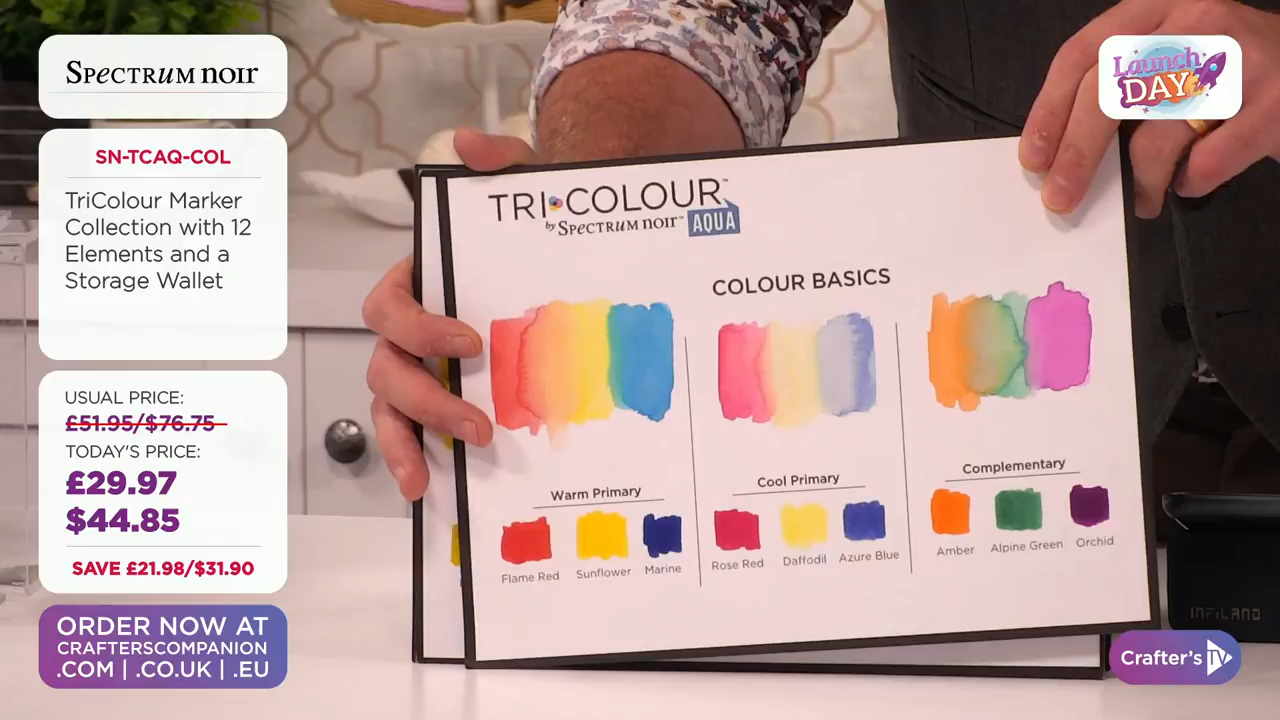 SPECTRUM NOIR
SN-TCAQ-COL
TriColour Marker
Collection with 12
Elements and a
Storage Wallet
USUAL PRICE:
£51.95/$76.75
TODAY'S PRICE:
£29.97
$44.85
SAVE £21.98/$31.90
ORDER NOW AT
CRAFTERSCOMPANION
.COM | .CO.UK | .EU
Launch
DAY
TRI•COLOUR™
by SPECTRUM NOIR™ AQUA
COLOUR BASICS
Warm Primary
Flame Red Sunflower Marine
Cool Primary
Rose Red Daffodil Azure Blue
Complementary
Amber Alpine Green Orchid
INFILAND
Crafter's TV